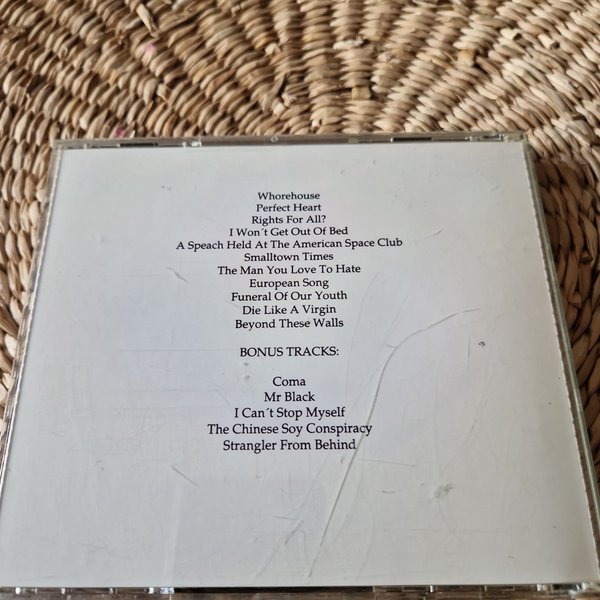 Whorehouse
Perfect Heart
Rights For All?
I Won´t Get Out Of Bed
A Speach Held At The American Space Club
Smalltown Times
The Man You Love To Hate
European Song
Funeral Of Our Youth
Die Like A Virgin
Beyond These Walls
BONUS TRACKS:
Coma
Mr Black
I Can´t Stop Myself
The Chinese Soy Conspiracy
Strangler From Behind